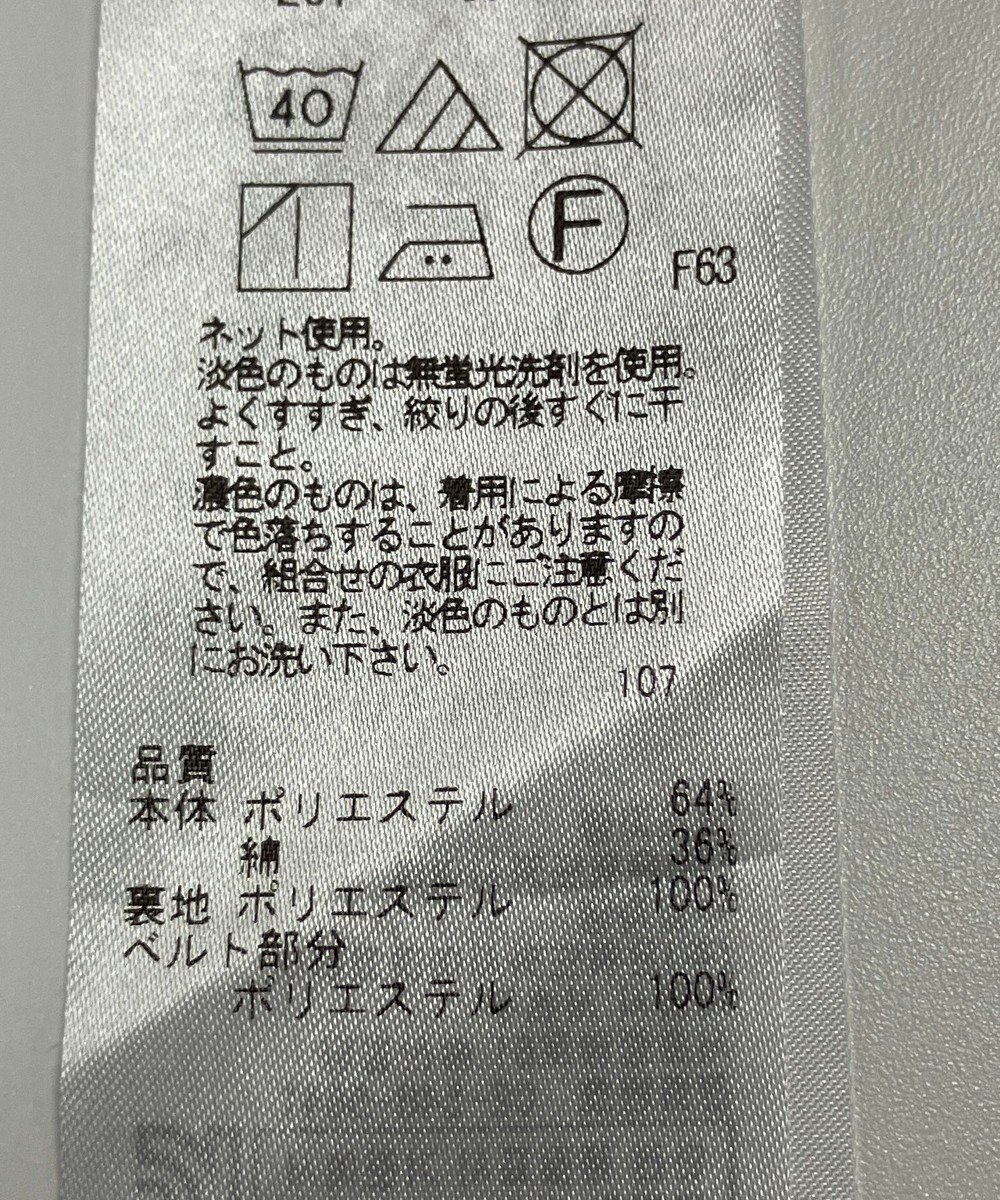 40
F
F63
ネット使用。
淡色のものは無蛍光洗剤を使用。
よくすすぎ、絞りの後すぐに干
すこと。
濃色のものは、着用による摩擦
で色落ちすることがありますの
で、組合せの衣服にご注意くだ
さい。また、淡色のものとは別
にお洗い下さい。
107
品質
本体 ポリエステル 64%
綿 36%
裏地 ポリエステル 100%
ベルト部分
ポリエステル 100%